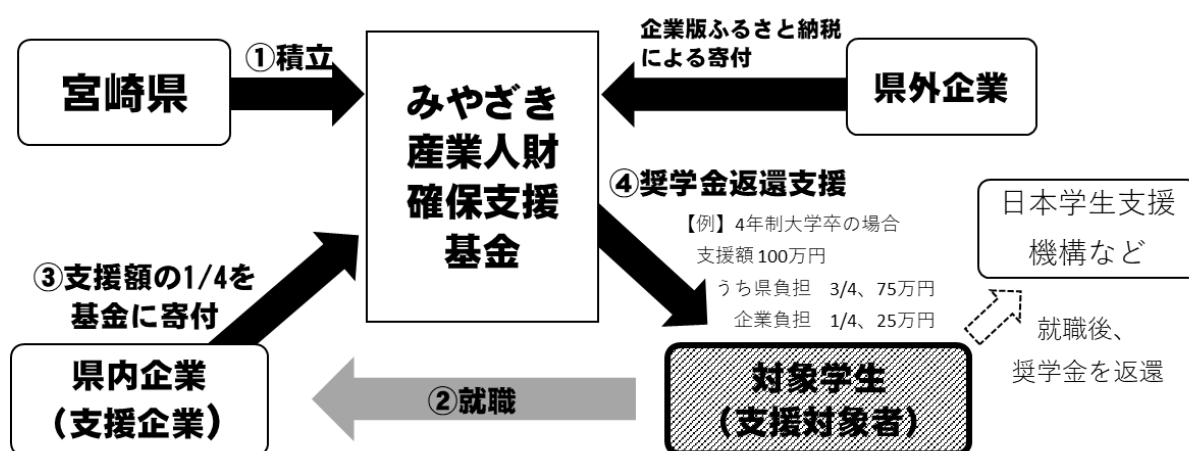 宮崎県
①積立
みやざき
産業人財
確保支援
基金
企業版ふるさと納税
による寄付
県外企業
④奨学金返還支援
【例】4年制大学卒の場合
支援額100万円
うち県負担 3/4、75万円
企業負担 1/4、25万円
日本学生支援
機構など
就職後、
奨学金を返還
③支援額の1/4を
基金に寄付
県内企業
（支援企業）
②就職
対象学生
（支援対象者）